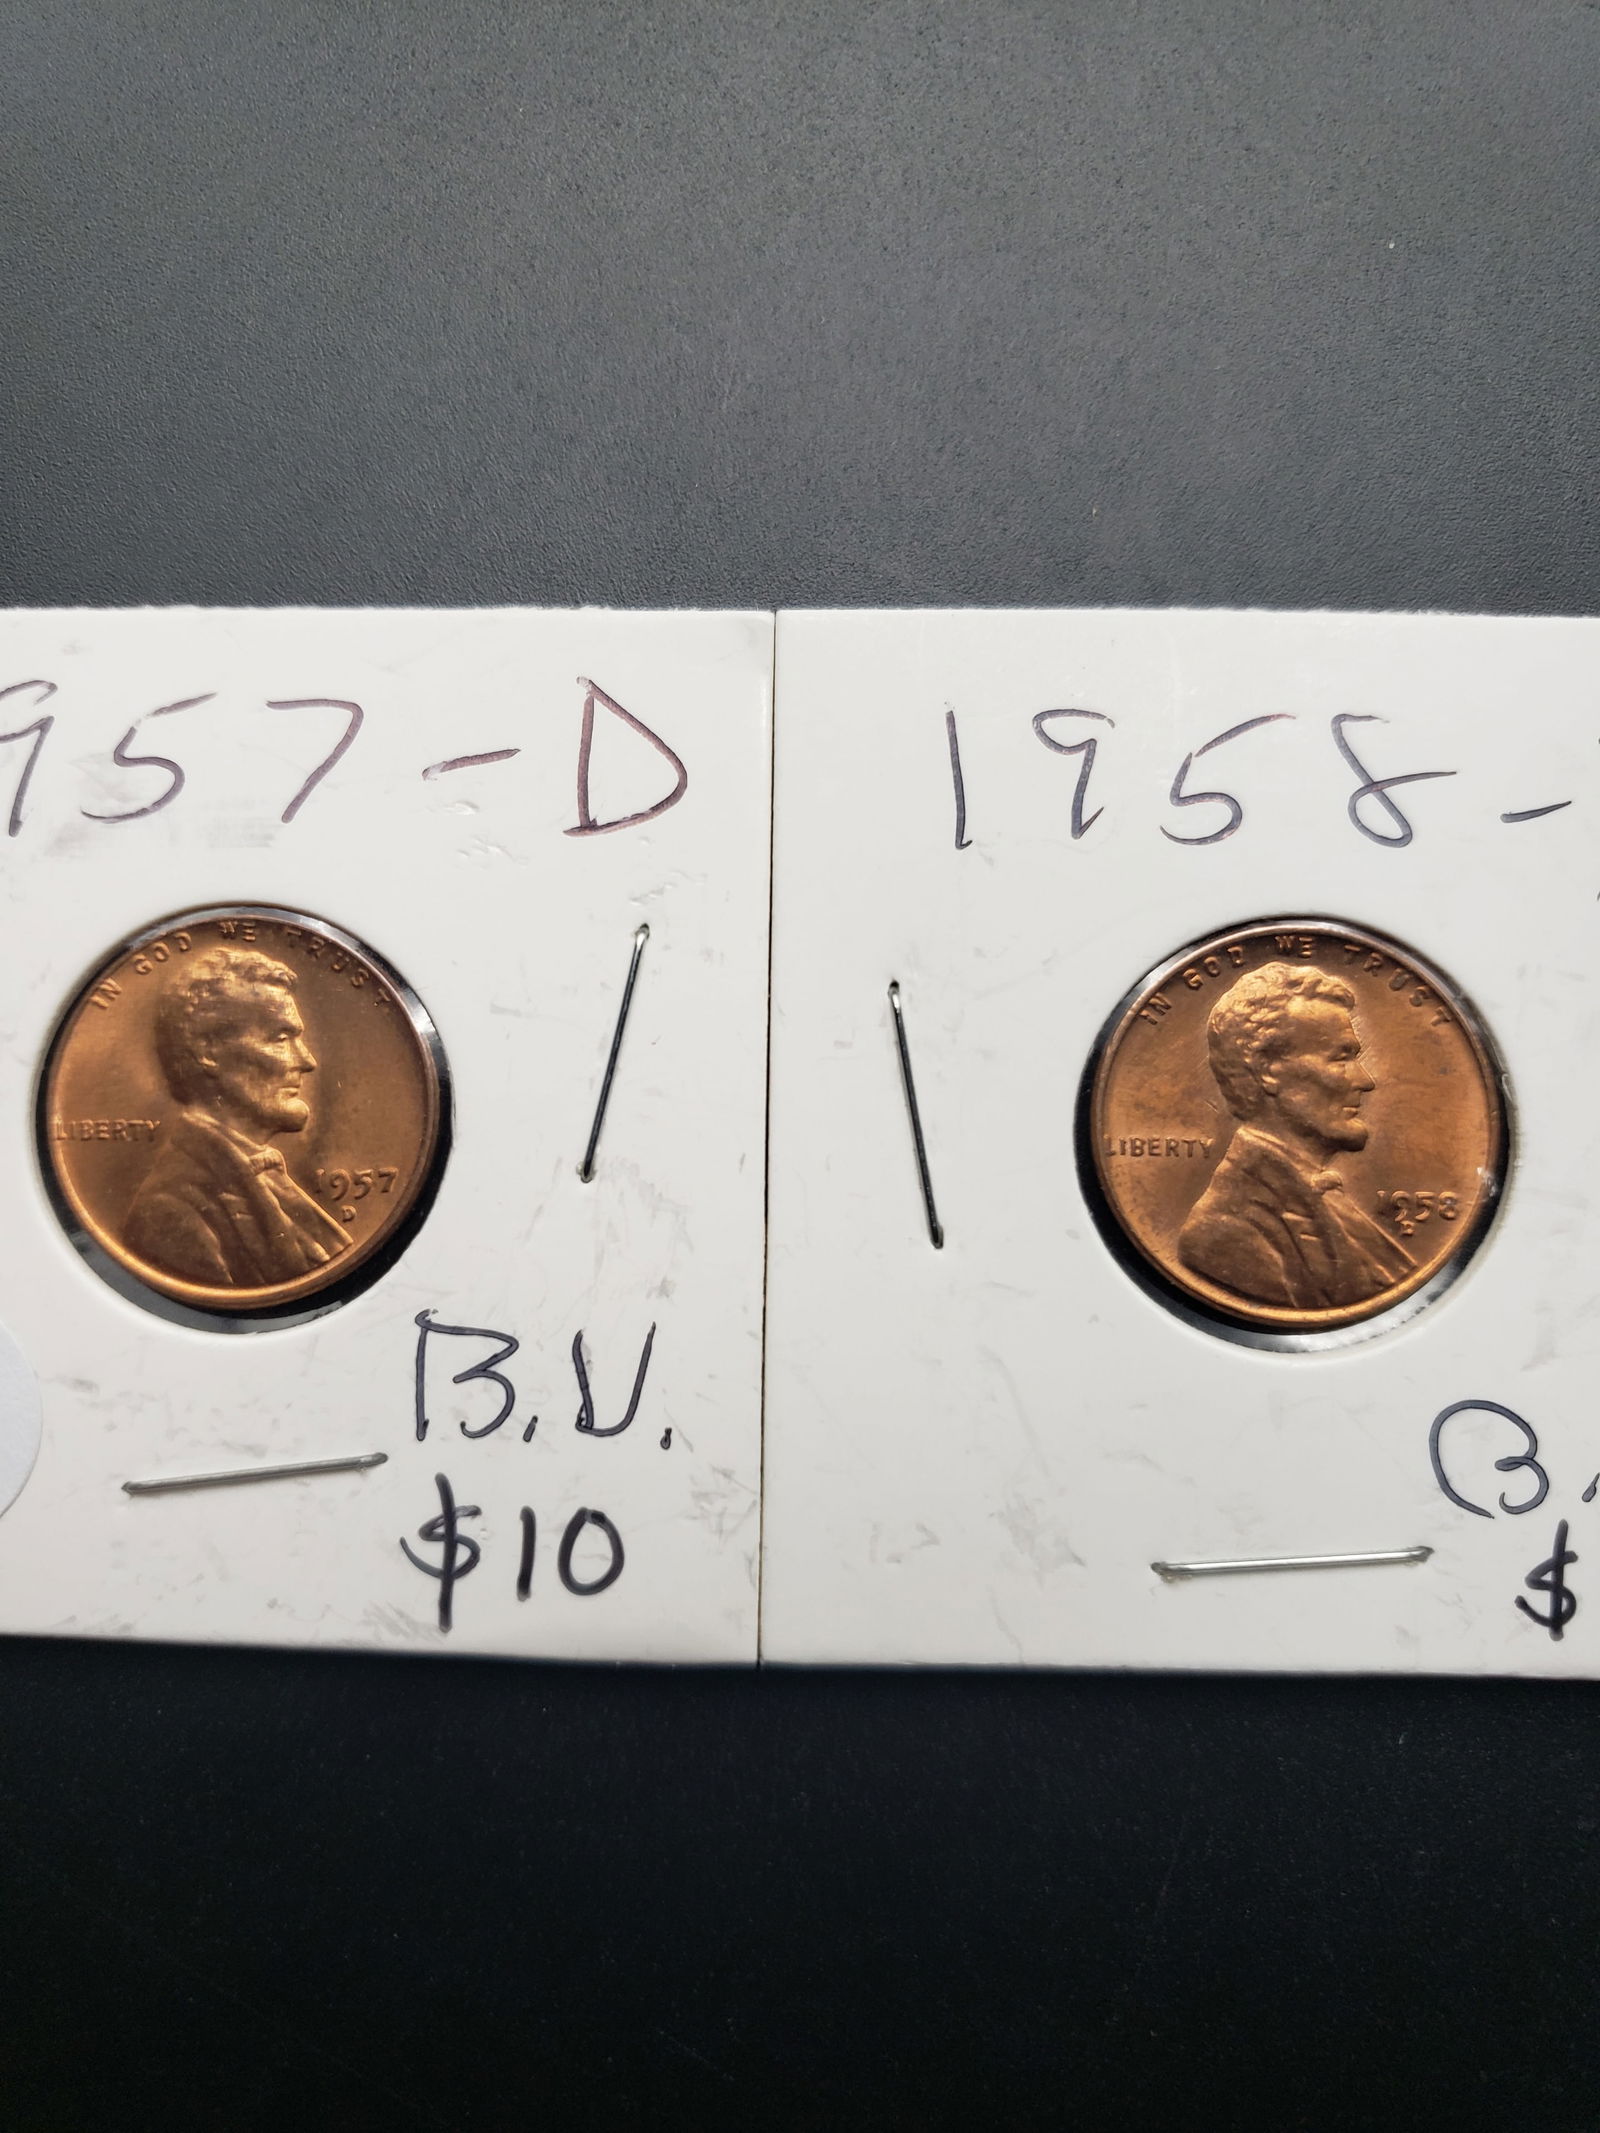 957-D
IN GOD WE TRUST
LIBERTY
1957
D
B.U.
$10
1958-
IN GOD WE TRUST
LIBERTY
1958
D
B.
$